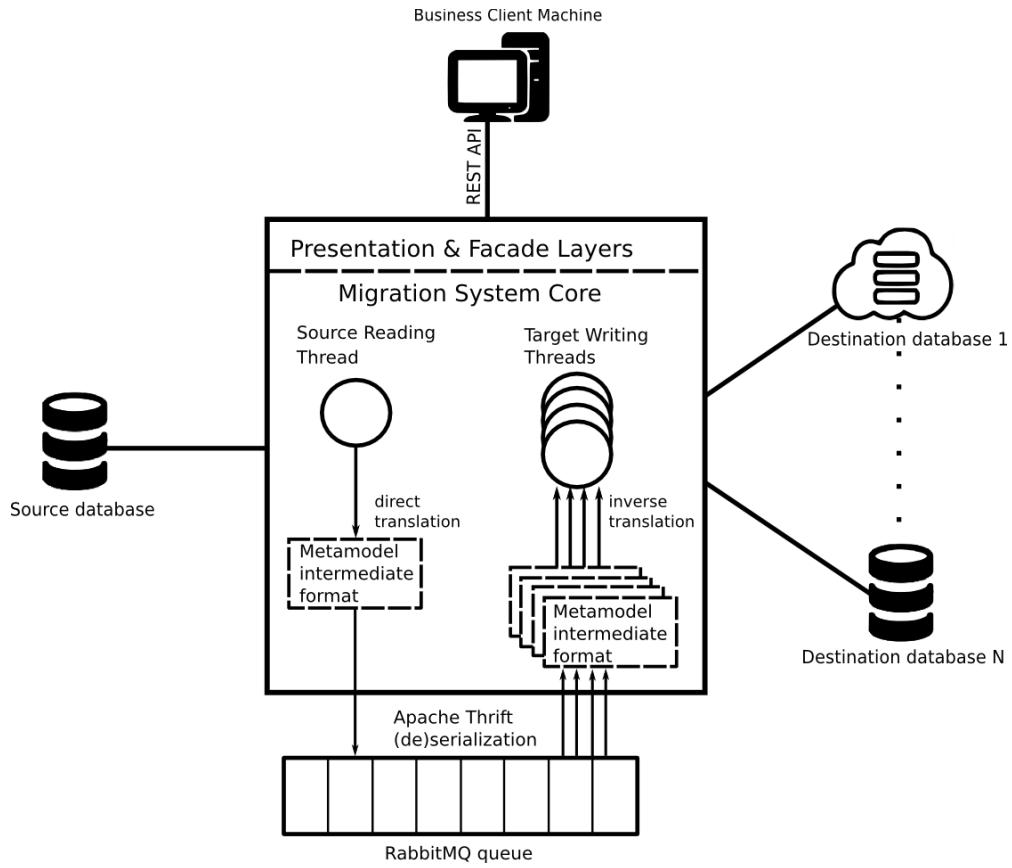 Business Client Machine
REST API
Presentation & Facade Layers
Migration System Core
Source Reading
Thread
Target Writing
Threads
Destination database 1
Source database
direct
translation
inverse
translation
Metamodel
intermediate
format
Metamodel
intermediate
format
Destination database N
Apache Thrift
(de)serialization
RabbitMQ queue